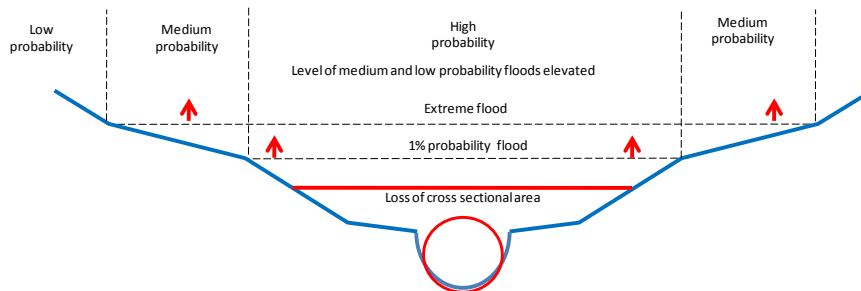 Low
probability
Medium
probability
High
probability
Medium
probability
Level of medium and low probability floods elevated
Extreme flood
1% probability flood
Loss of cross sectional area